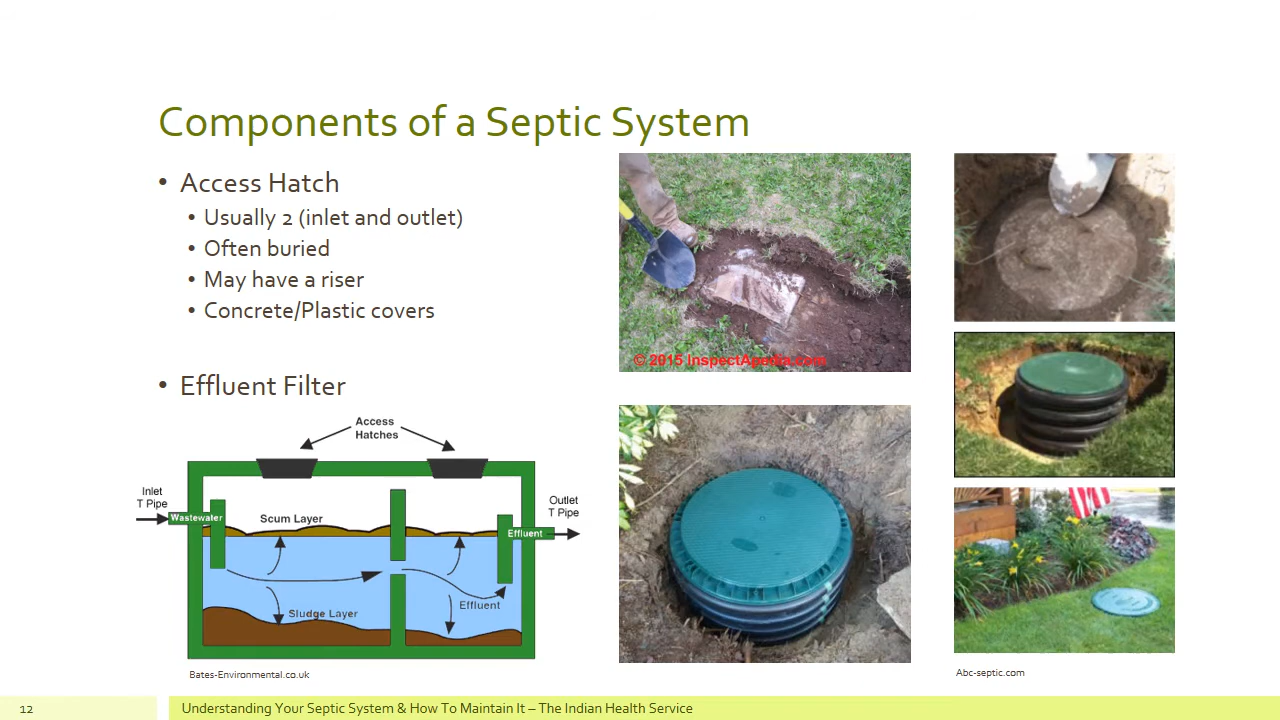 Components of a Septic System
• Access Hatch
• Usually 2 (inlet and outlet)
• Often buried
• May have a riser
• Concrete/Plastic covers
• Effluent Filter
Access
Hatches
Inlet
T Pipe
Outlet
T Pipe
Wastewater
Scum Layer
Effluent
Sludge Layer
Effluent
Bates-Environmental.co.uk
© 2015 InspectApedia.com
Abc-septic.com
12
Understanding Your Septic System & How To Maintain It – The Indian Health Service